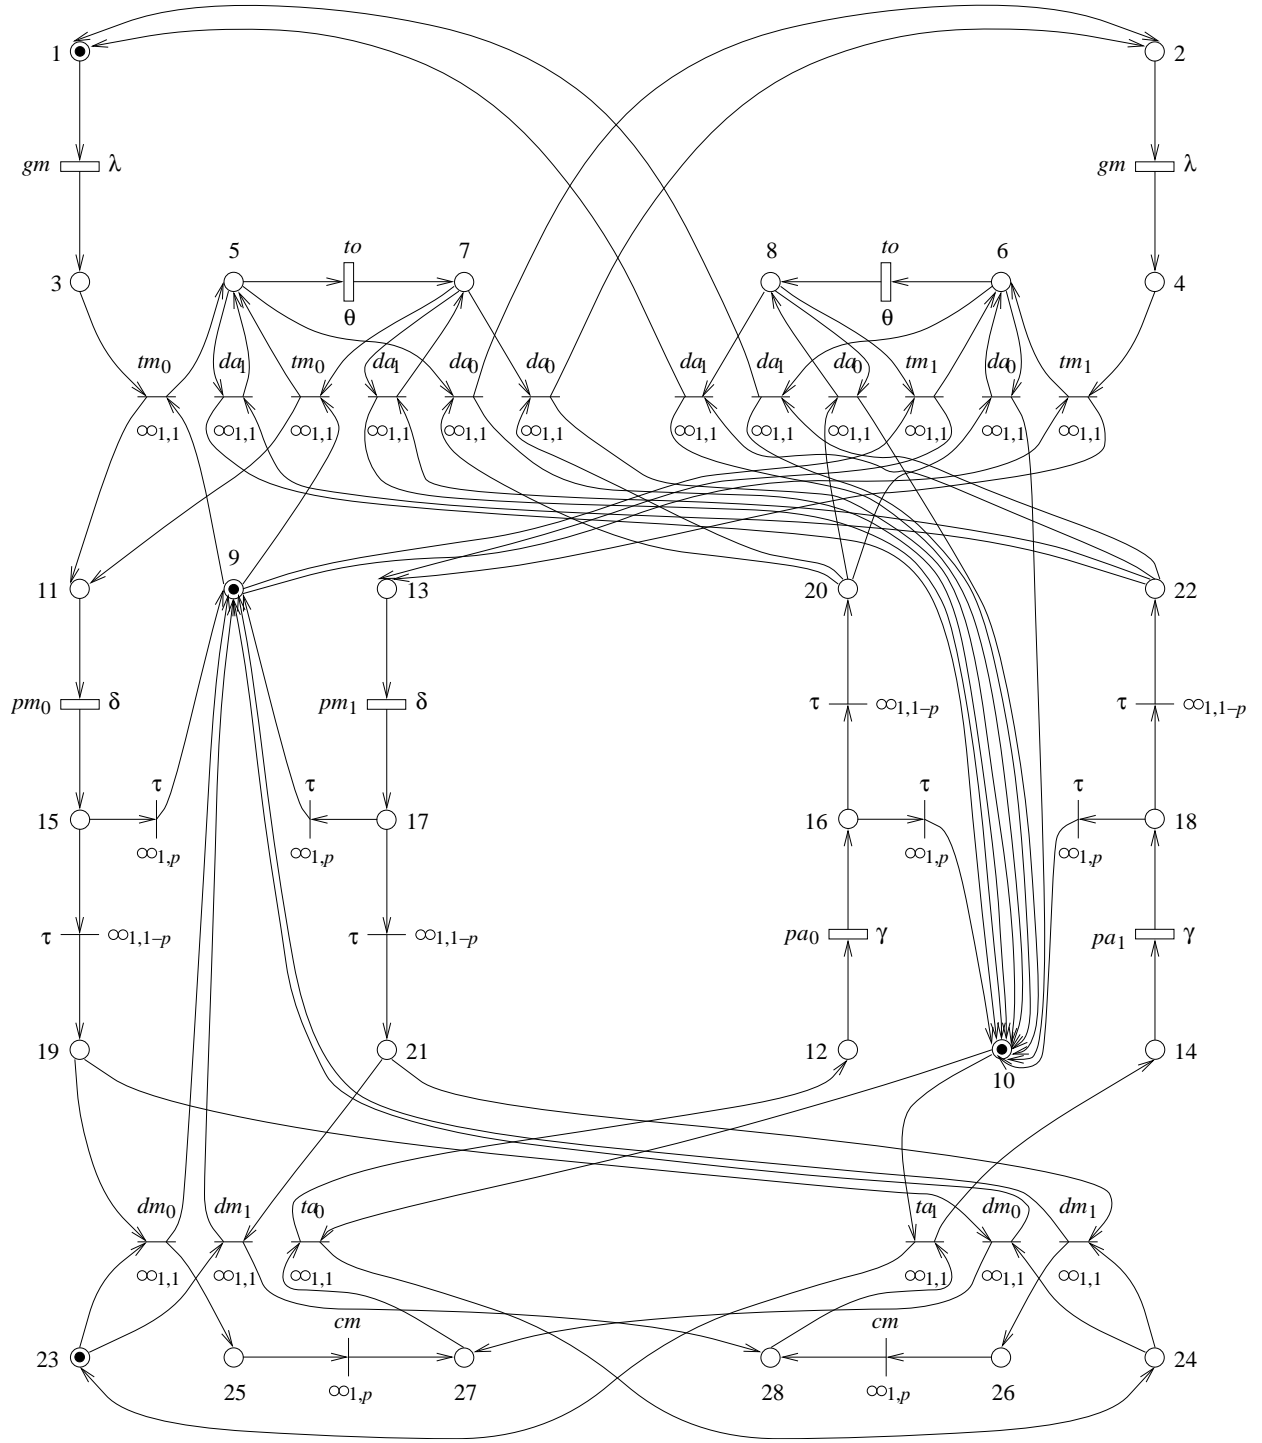 1 2
gm λ gm λ
5 to 7 8 to 6
3 θ θ 4
tm0 da1 tm0 da1 da0 da0 da1 da1 da0 tm1 da0 tm1
∞1,1 ∞1,1 ∞1,1 ∞1,1 ∞1,1 ∞1,1 ∞1,1 ∞1,1 ∞1,1 ∞1,1 ∞1,1 ∞1,1
9
11 13 20 22
pm0 δ pm1 δ τ ∞1,1–p τ ∞1,1–p
τ τ τ τ
15 17 16 18
∞1,p ∞1,p ∞1,p ∞1,p
τ ∞1,1–p τ ∞1,1–p pa0 γ pa1 γ
19 21 12 14
10
dm0 dm1 ta0 ta1 dm0 dm1
∞1,1 ∞1,1 ∞1,1 ∞1,1 ∞1,1 ∞1,1
cm cm
23 24
25 ∞1,p 27 28 ∞1,p 26